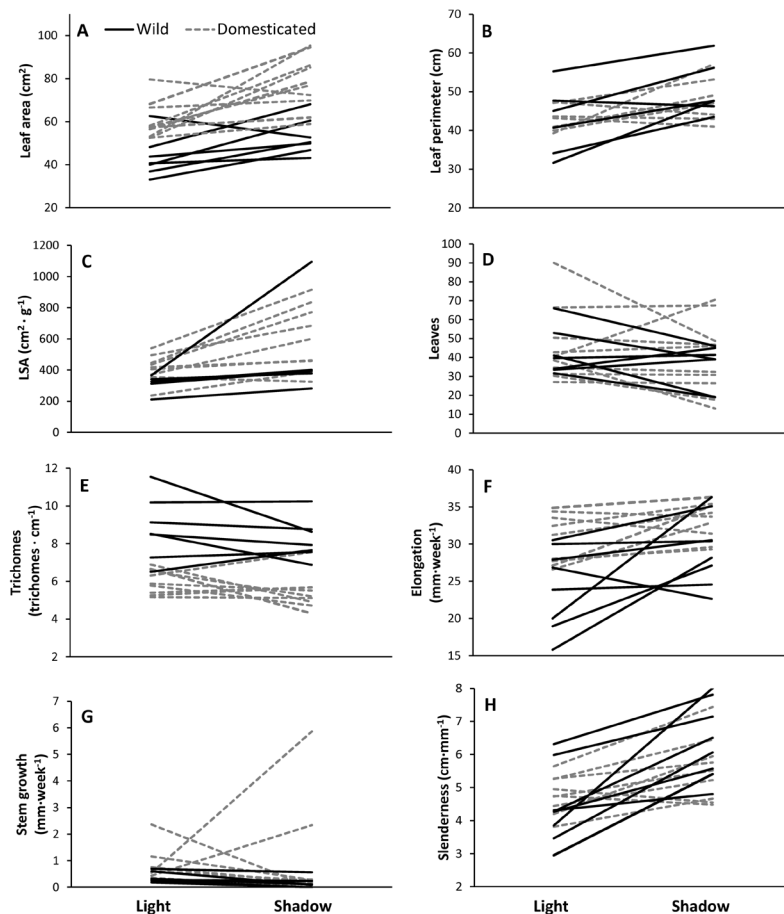 A
Wild
Domesticated
Leaf area (cm²)
100
80
60
40
20
B
Leaf perimeter (cm)
70
60
50
40
30
20
C
LSA (cm² · g⁻¹)
1200
1000
800
600
400
200
0
D
Leaves
100
90
80
70
60
50
40
30
20
10
0
E
Trichomes
(trichomes · cm⁻¹)
12
10
8
6
4
2
F
Elongation
(mm·week⁻¹)
40
35
30
25
20
15
G
Stem growth
(mm·week⁻¹)
7
6
5
4
3
2
1
0
Light
Shadow
H
Slenderness (cm·mm⁻¹)
8
7
6
5
4
3
2
Light
Shadow